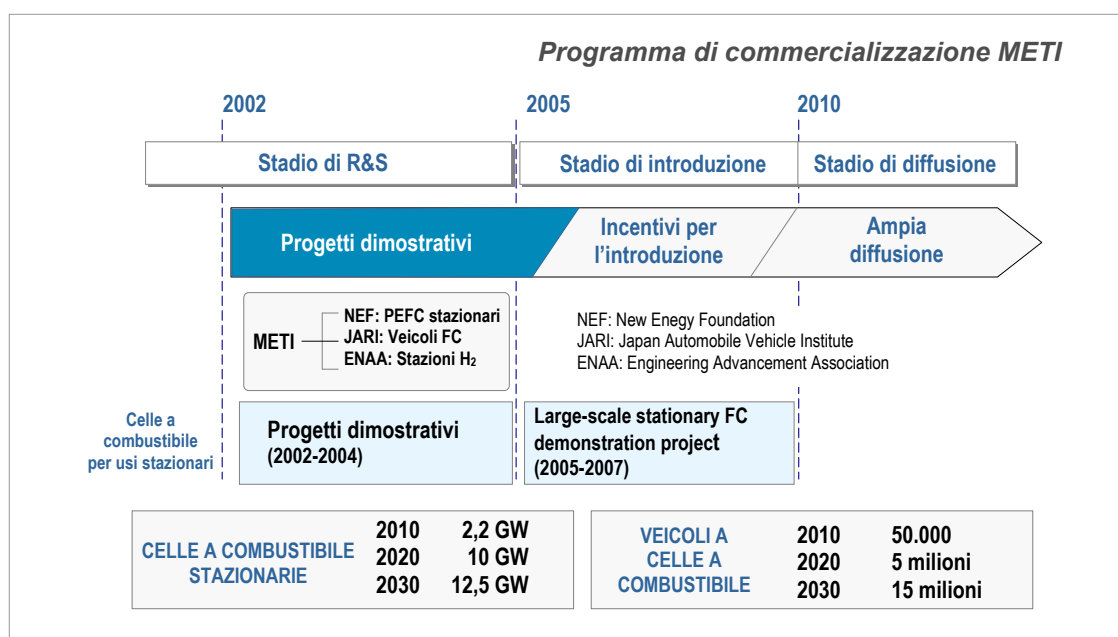 Programma di commercializzazione METI
2002 2005 2010
Stadio di R&S Stadio di introduzione Stadio di diffusione
Progetti dimostrativi
Incentivi per
l'introduzione
Ampia
diffusione
METI
NEF: PEFC stazionari
JARI: Veicoli FC
ENAA: Stazioni H₂
NEF: New Enegy Foundation
JARI: Japan Automobile Vehicle Institute
ENAA: Engineering Advancement Association
Celle a
combustibile
per usi stazionari
Progetti dimostrativi
(2002-2004)
Large-scale stationary FC
demonstration project
(2005-2007)
CELLE A COMBUSTIBILE
STAZIONARIE
2010 2,2 GW
2020 10 GW
2030 12,5 GW
VEICOLI A
CELLE A
COMBUSTIBILE
2010 50.000
2020 5 milioni
2030 15 milioni